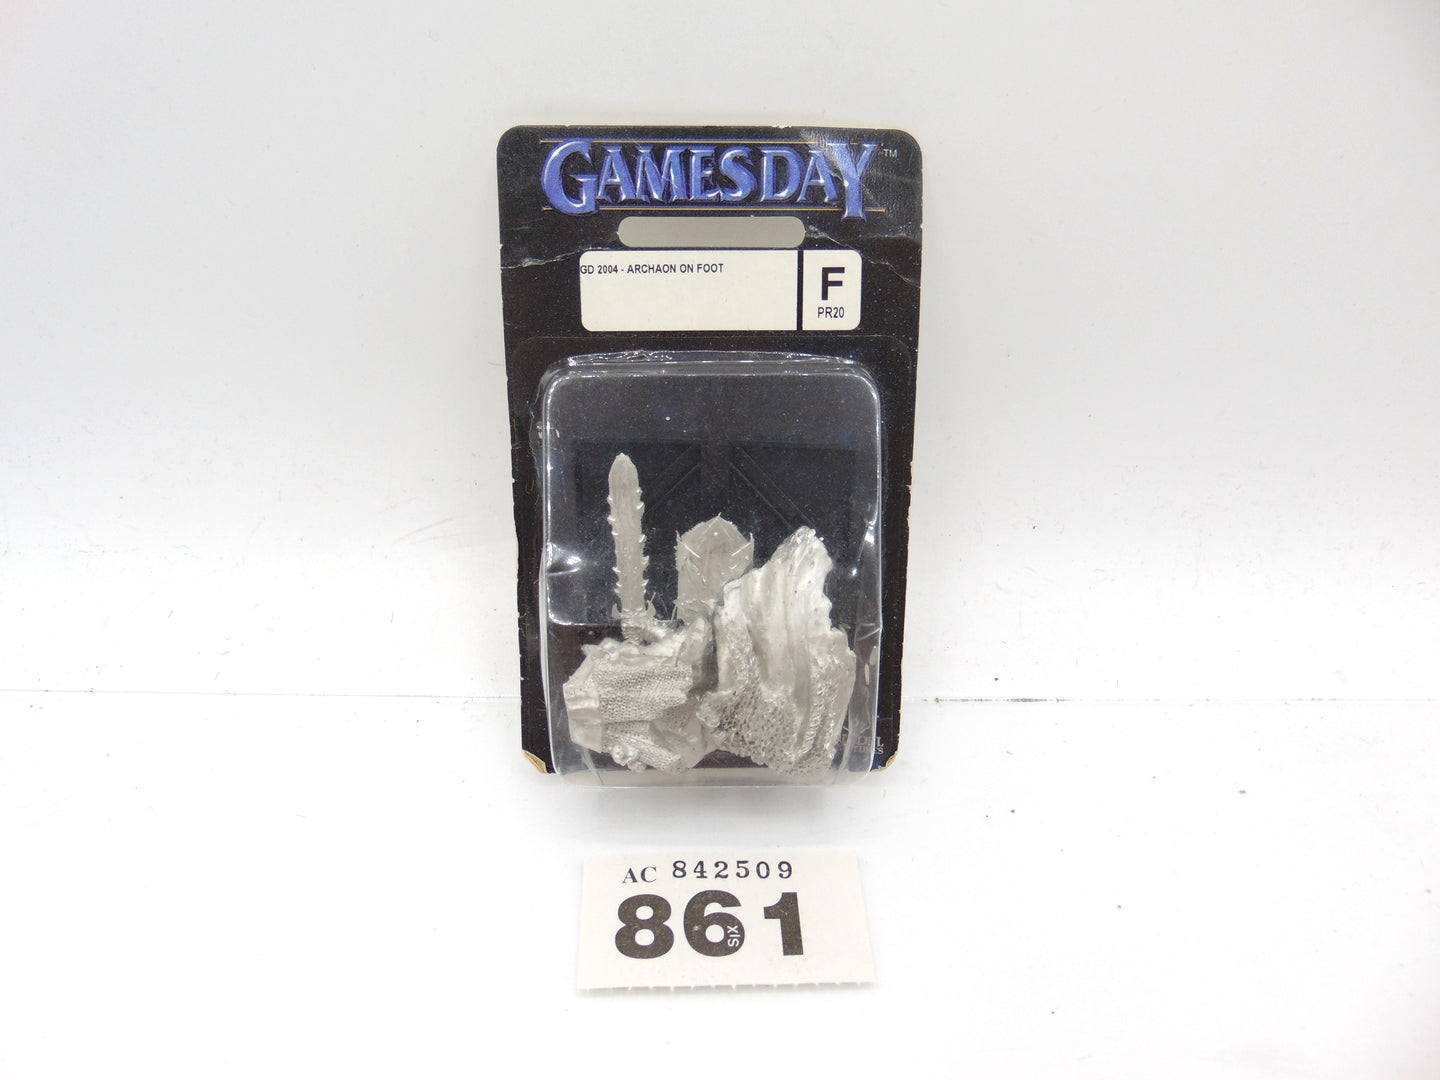 GAMESDAY™
GD 2004 - ARCHAON ON FOOT
F
PR20
AC 842509
861
SIX